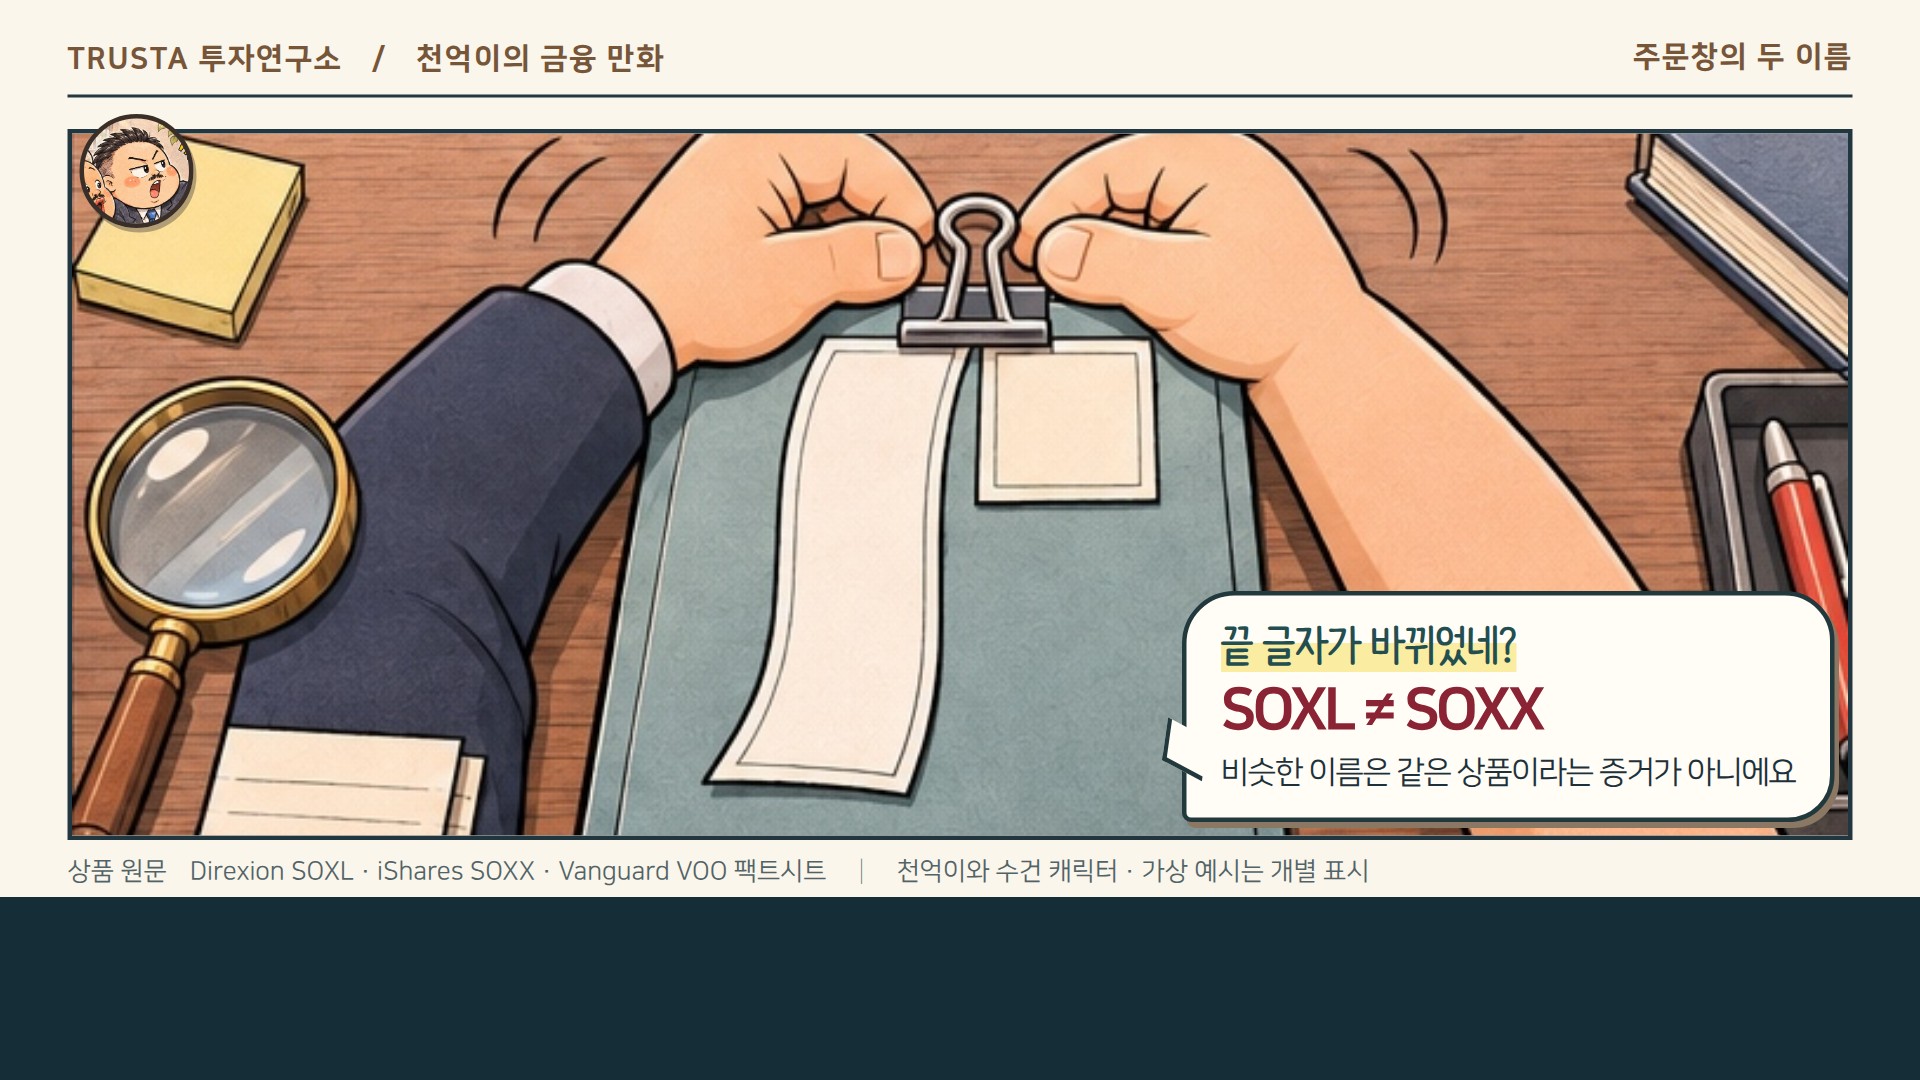 TRUSTA 투자연구소 / 천억이의 금융 만화
주문창의 두 이름
끝 글자가 바뀌었네?
SOXL ≠ SOXX
비슷한 이름은 같은 상품이라는 증거가 아니에요
상품 원문 Direxion SOXL · iShares SOXX · Vanguard VOO 팩트시트 | 천억이와 수건 캐릭터 · 가상 예시는 개별 표시